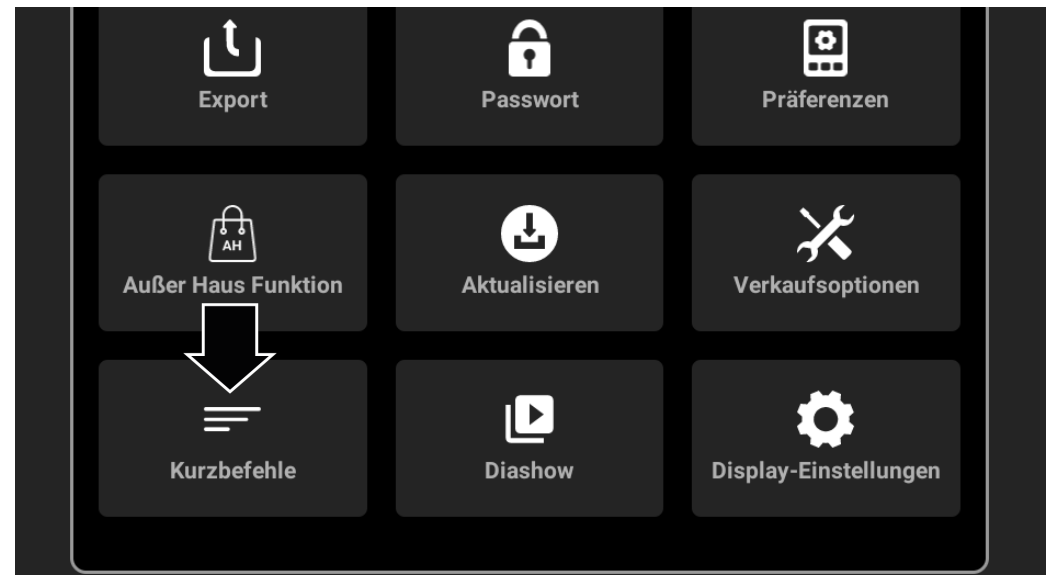 Export
Passwort
Präferenzen
AH
Außer Haus Funktion
Aktualisieren
Verkaufsoptionen
Kurzbefehle
Diashow
Display-Einstellungen